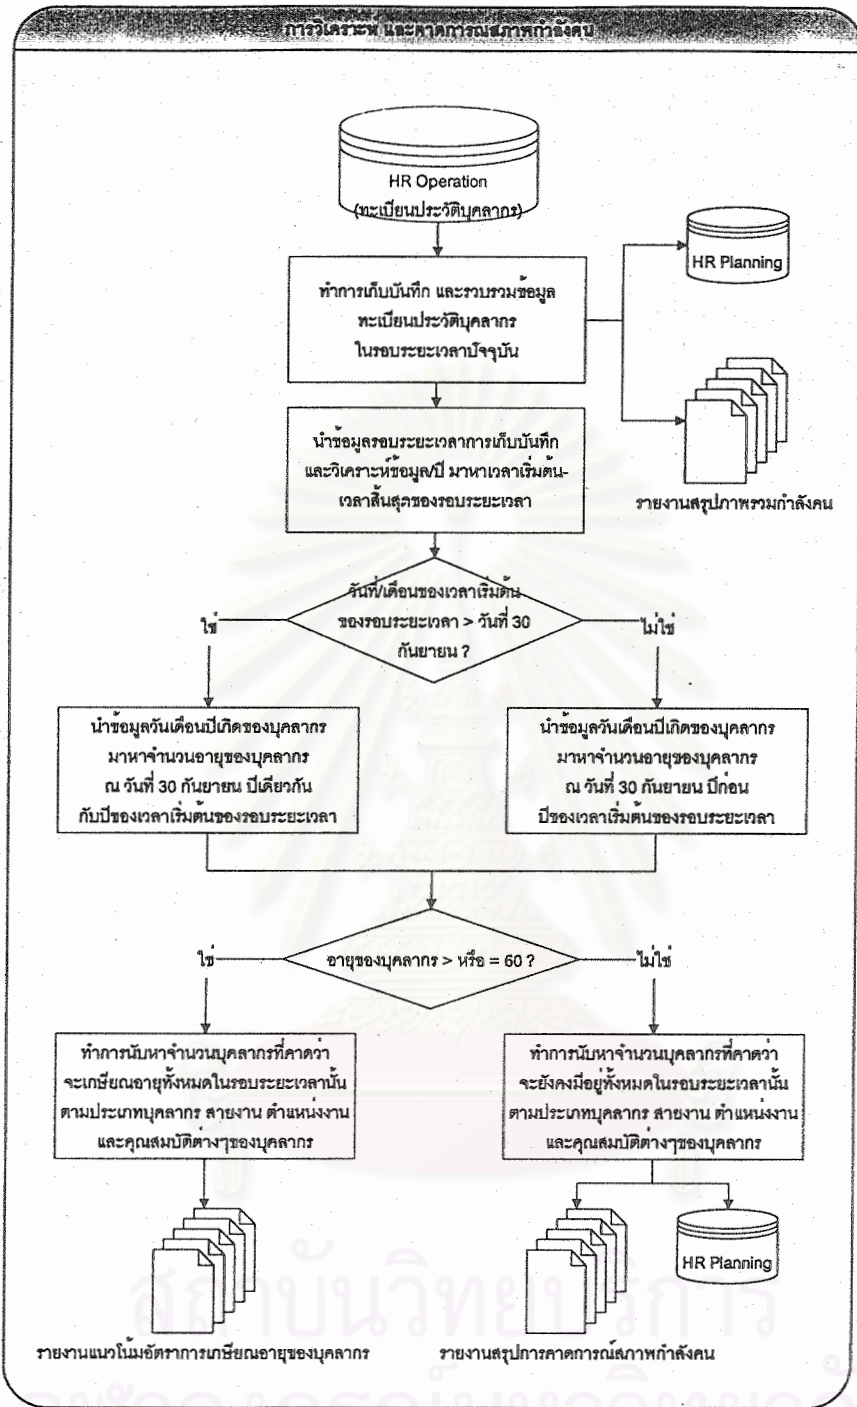 การวิเคราะห์ และคาดการณ์สภาพกำลังคน
HR Operation
(ทะเบียนประวัติบุคลากร)
HR Planning
ทำการเก็บบันทึก และรวบรวมข้อมูล
ทะเบียนประวัติบุคลากร
ในรอบระยะเวลาปัจจุบัน
นำข้อมูลรอบระยะเวลาการเก็บบันทึก
และวิเคราะห์ข้อมูล/ปี มาหาเวลาเริ่มต้น-
เวลาสิ้นสุดของรอบระยะเวลา
รายงานสรุปภาพรวมกำลังคน
วันที่/เดือนของเวลาเริ่มต้น
ของรอบระยะเวลา > วันที่ 30
กันยายน ?
ใช่
ไม่ใช่
นำข้อมูลวันเดือนปีเกิดของบุคลากร
มาหาจำนวนอายุของบุคลากร
ณ วันที่ 30 กันยายน ปีเดียวกัน
กับปีของเวลาเริ่มต้นของรอบระยะเวลา
นำข้อมูลวันเดือนปีเกิดของบุคลากร
มาหาจำนวนอายุของบุคลากร
ณ วันที่ 30 กันยายน ปีก่อน
ปีของเวลาเริ่มต้นของรอบระยะเวลา
อายุของบุคลากร > หรือ = 60 ?
ใช่
ไม่ใช่
ทำการนับหาจำนวนบุคลากรที่คาดว่า
จะเกษียณอายุทั้งหมดในรอบระยะเวลานั้น
ตามประเภทบุคลากร สายงาน ตำแหน่งงาน
และคุณสมบัติต่างๆของบุคลากร
ทำการนับหาจำนวนบุคลากรที่คาดว่า
จะยังคงมีอยู่ทั้งหมดในรอบระยะเวลานั้น
ตามประเภทบุคลากร สายงาน ตำแหน่งงาน
และคุณสมบัติต่างๆของบุคลากร
HR Planning
สถาบันวิทยบริการ
รายงานแนวโน้มอัตราการเกษียณอายุของบุคลากร
รายงานสรุปการคาดการณ์สภาพกำลังคน